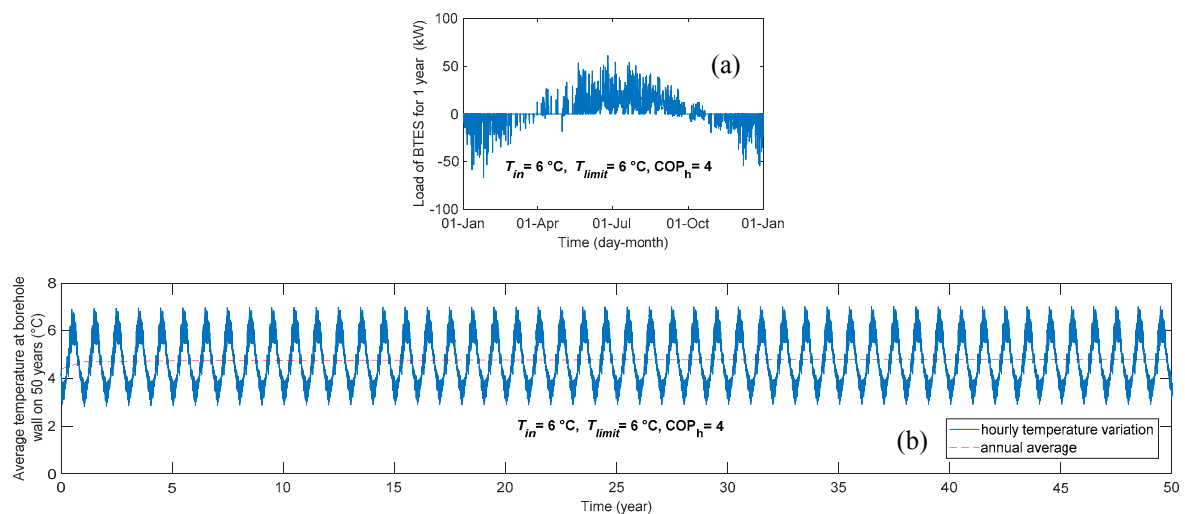 100
50
0
-50
-100
Load of BTES for 1 year (kW)
(a)
T_in= 6 °C, T_limit= 6 °C, COP_h= 4
01-Jan 01-Apr 01-Jul 01-Oct 01-Jan
Time (day-month)
8
6
4
2
0
Average temperature at borehole
wall on 50 years (°C)
T_in= 6 °C, T_limit= 6 °C, COP_h= 4
(b)
hourly temperature variation
annual average
0 5 10 15 20 25 30 35 40 45 50
Time (year)